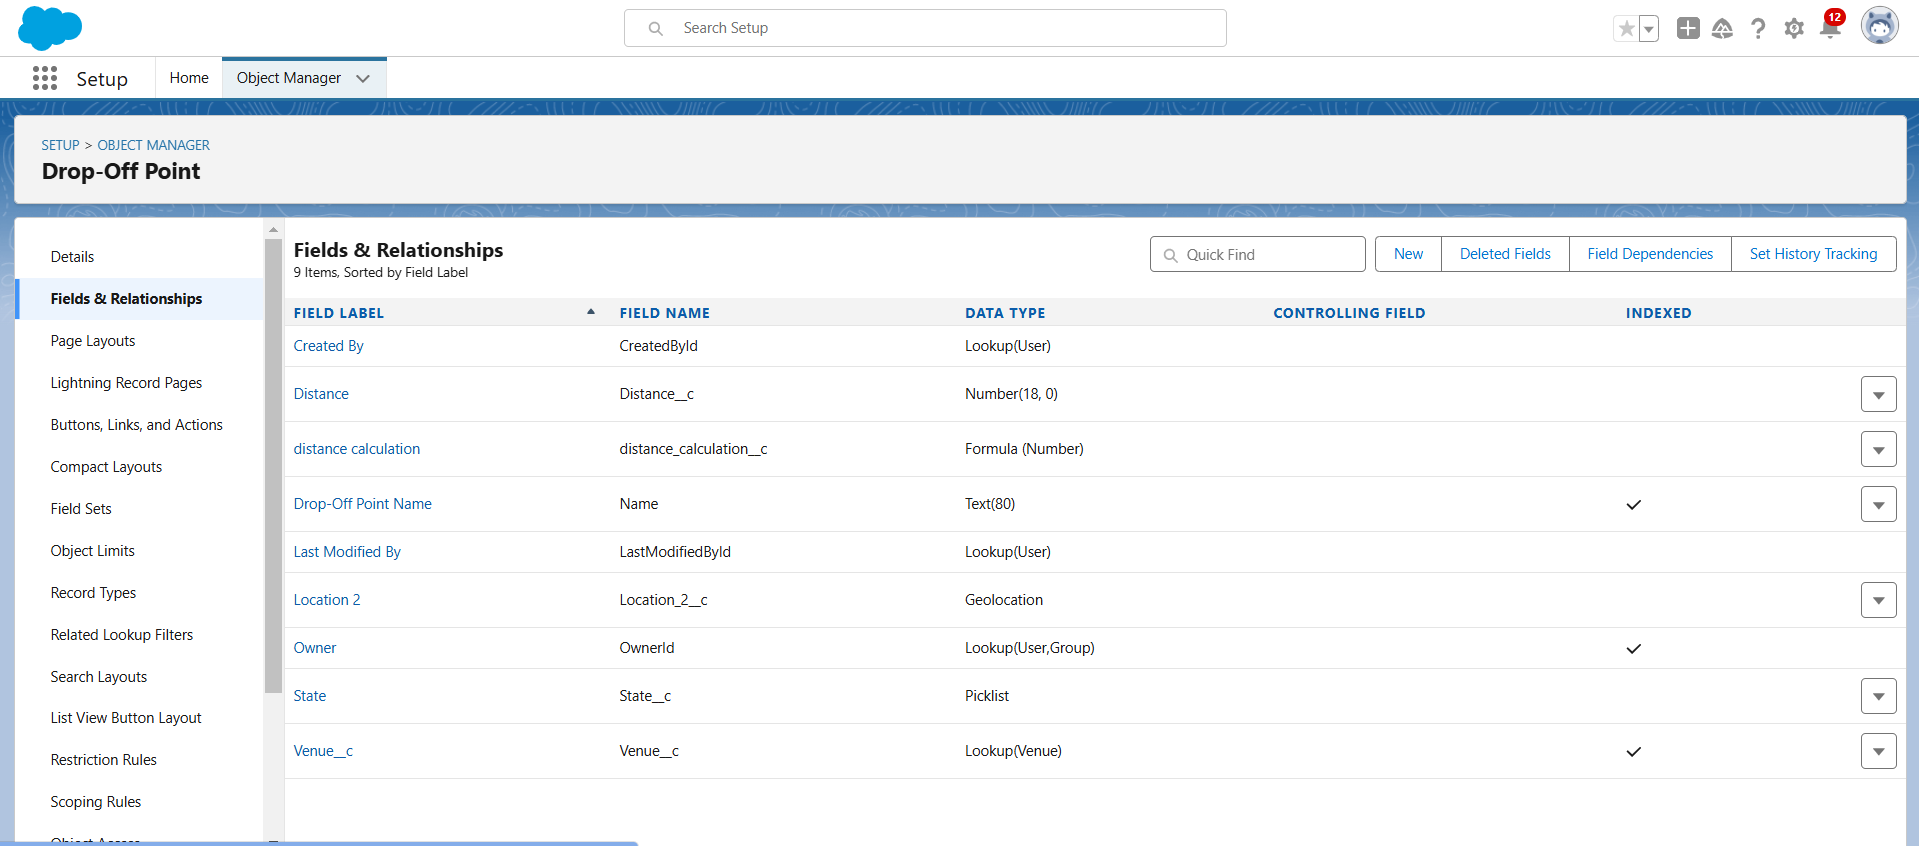 Search Setup
12
Setup
Home
Object Manager
SETUP > OBJECT MANAGER
Drop-Off Point
Details
Fields & Relationships
Page Layouts
Lightning Record Pages
Buttons, Links, and Actions
Compact Layouts
Field Sets
Object Limits
Record Types
Related Lookup Filters
Search Layouts
List View Button Layout
Restriction Rules
Scoping Rules
Object Access
Fields & Relationships
9 Items, Sorted by Field Label
Quick Find
New
Deleted Fields
Field Dependencies
Set History Tracking
FIELD LABEL FIELD NAME DATA TYPE CONTROLLING FIELD INDEXED
Created By CreatedById Lookup(User)
Distance Distance__c Number(18, 0)
distance calculation distance_calculation__c Formula (Number)
Drop-Off Point Name Name Text(80)
Last Modified By LastModifiedById Lookup(User)
Location 2 Location_2__c Geolocation
Owner OwnerId Lookup(User,Group)
State State__c Picklist
Venue__c Venue__c Lookup(Venue)